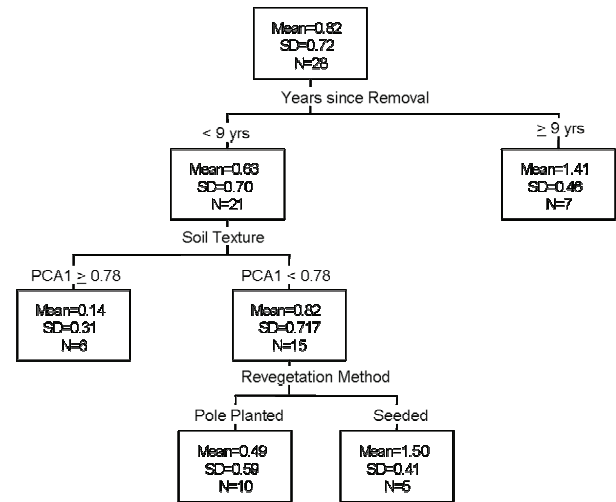 Mean=0.82
SD=0.72
N=28
Years since Removal
< 9 yrs
≥ 9 yrs
Mean=0.63
SD=0.70
N=21
Mean=1.41
SD=0.46
N=7
Soil Texture
PCA1 ≥ 0.78
PCA1 < 0.78
Mean=0.14
SD=0.31
N=6
Mean=0.82
SD=0.717
N=15
Revegetation Method
Pole Planted
Seeded
Mean=0.49
SD=0.59
N=10
Mean=1.50
SD=0.41
N=5